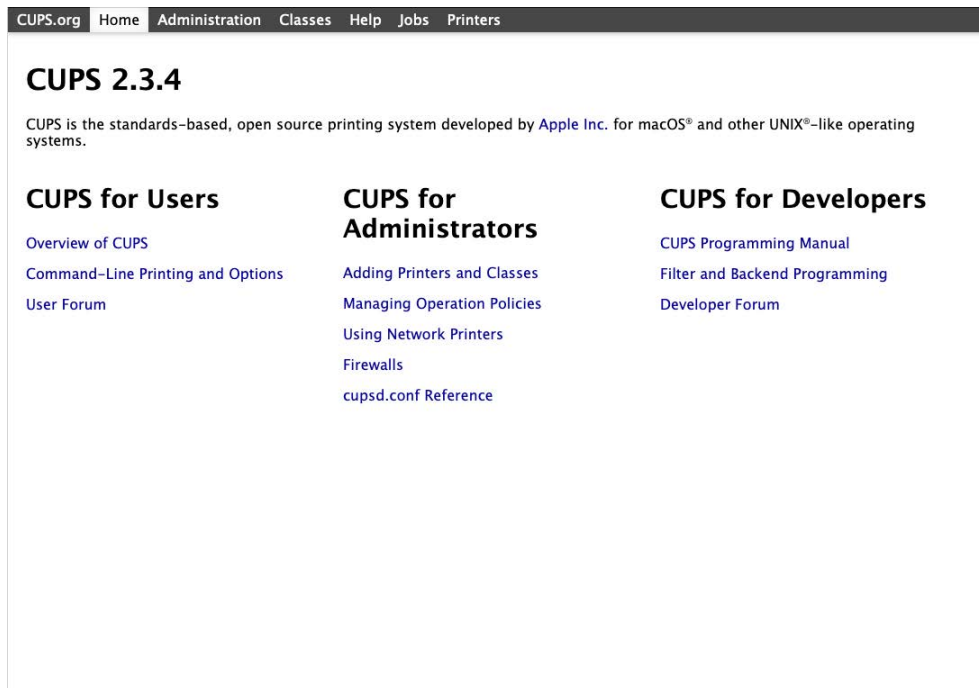 CUPS.org Home Administration Classes Help Jobs Printers
CUPS 2.3.4
CUPS is the standards-based, open source printing system developed by Apple Inc. for macOS® and other UNIX®-like operating
systems.
CUPS for Users
Overview of CUPS
Command-Line Printing and Options
User Forum
CUPS for
Administrators
Adding Printers and Classes
Managing Operation Policies
Using Network Printers
Firewalls
cupsd.conf Reference
CUPS for Developers
CUPS Programming Manual
Filter and Backend Programming
Developer Forum